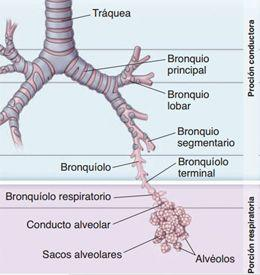 Tráquea
Bronquio
principal
Bronquio
lobar
Bronquio
segmentario
Bronquíolo
Bronquíolo
terminal
Bronquíolo respiratorio
Conducto alveolar
Sacos alveolares
Alvéolos
Proción conductora
Porción respiratoria